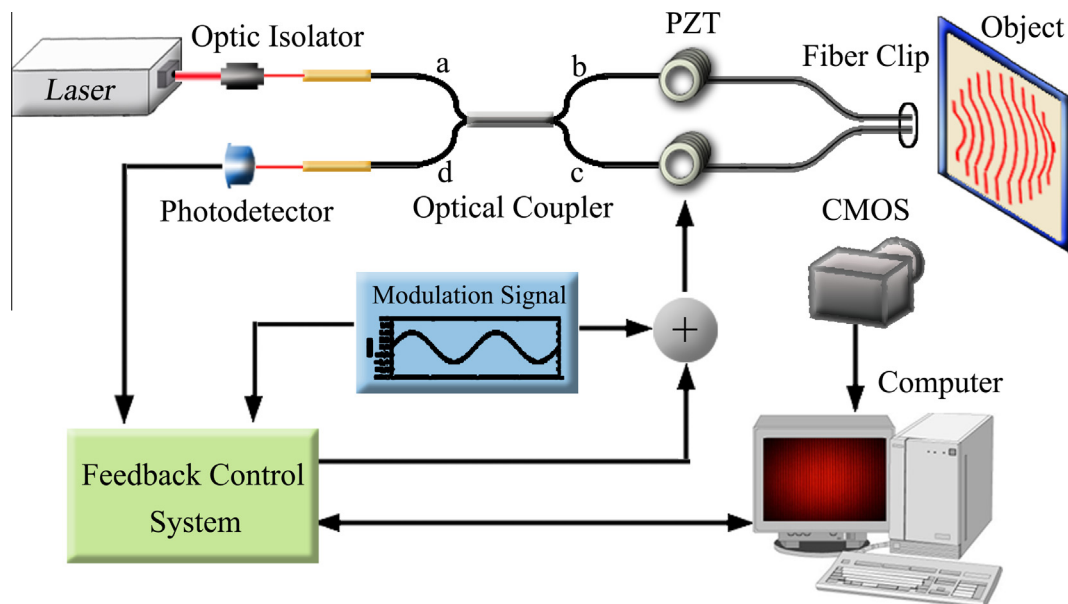 Laser
Optic Isolator
a
b
PZT
Fiber Clip
Object
Photodetector
d
Optical Coupler
c
CMOS
Modulation Signal
+
Computer
Feedback Control
System